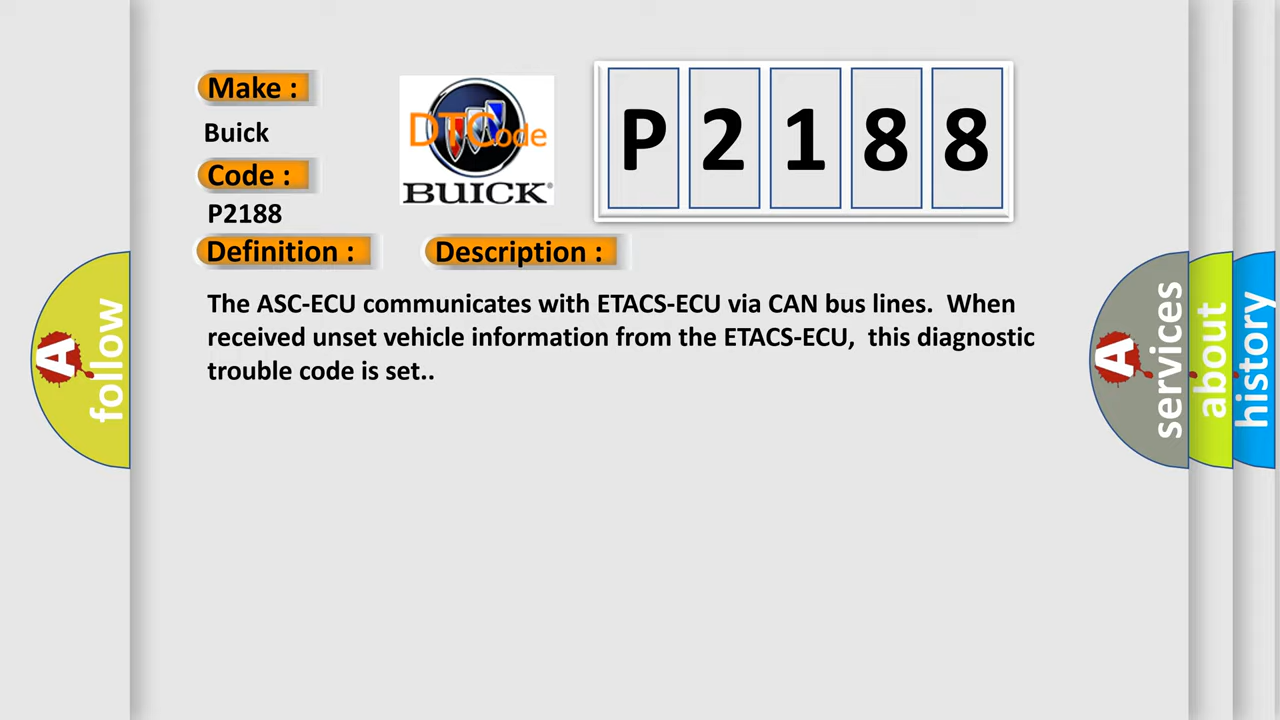 Make :
Buick
Code :
P2188
Definition :
Description :
DTCode
BUICK®
P 2 1 8 8
The ASC-ECU communicates with ETACS-ECU via CAN bus lines. When
received unset vehicle information from the ETACS-ECU, this diagnostic
trouble code is set..
A follow
A services
about
history